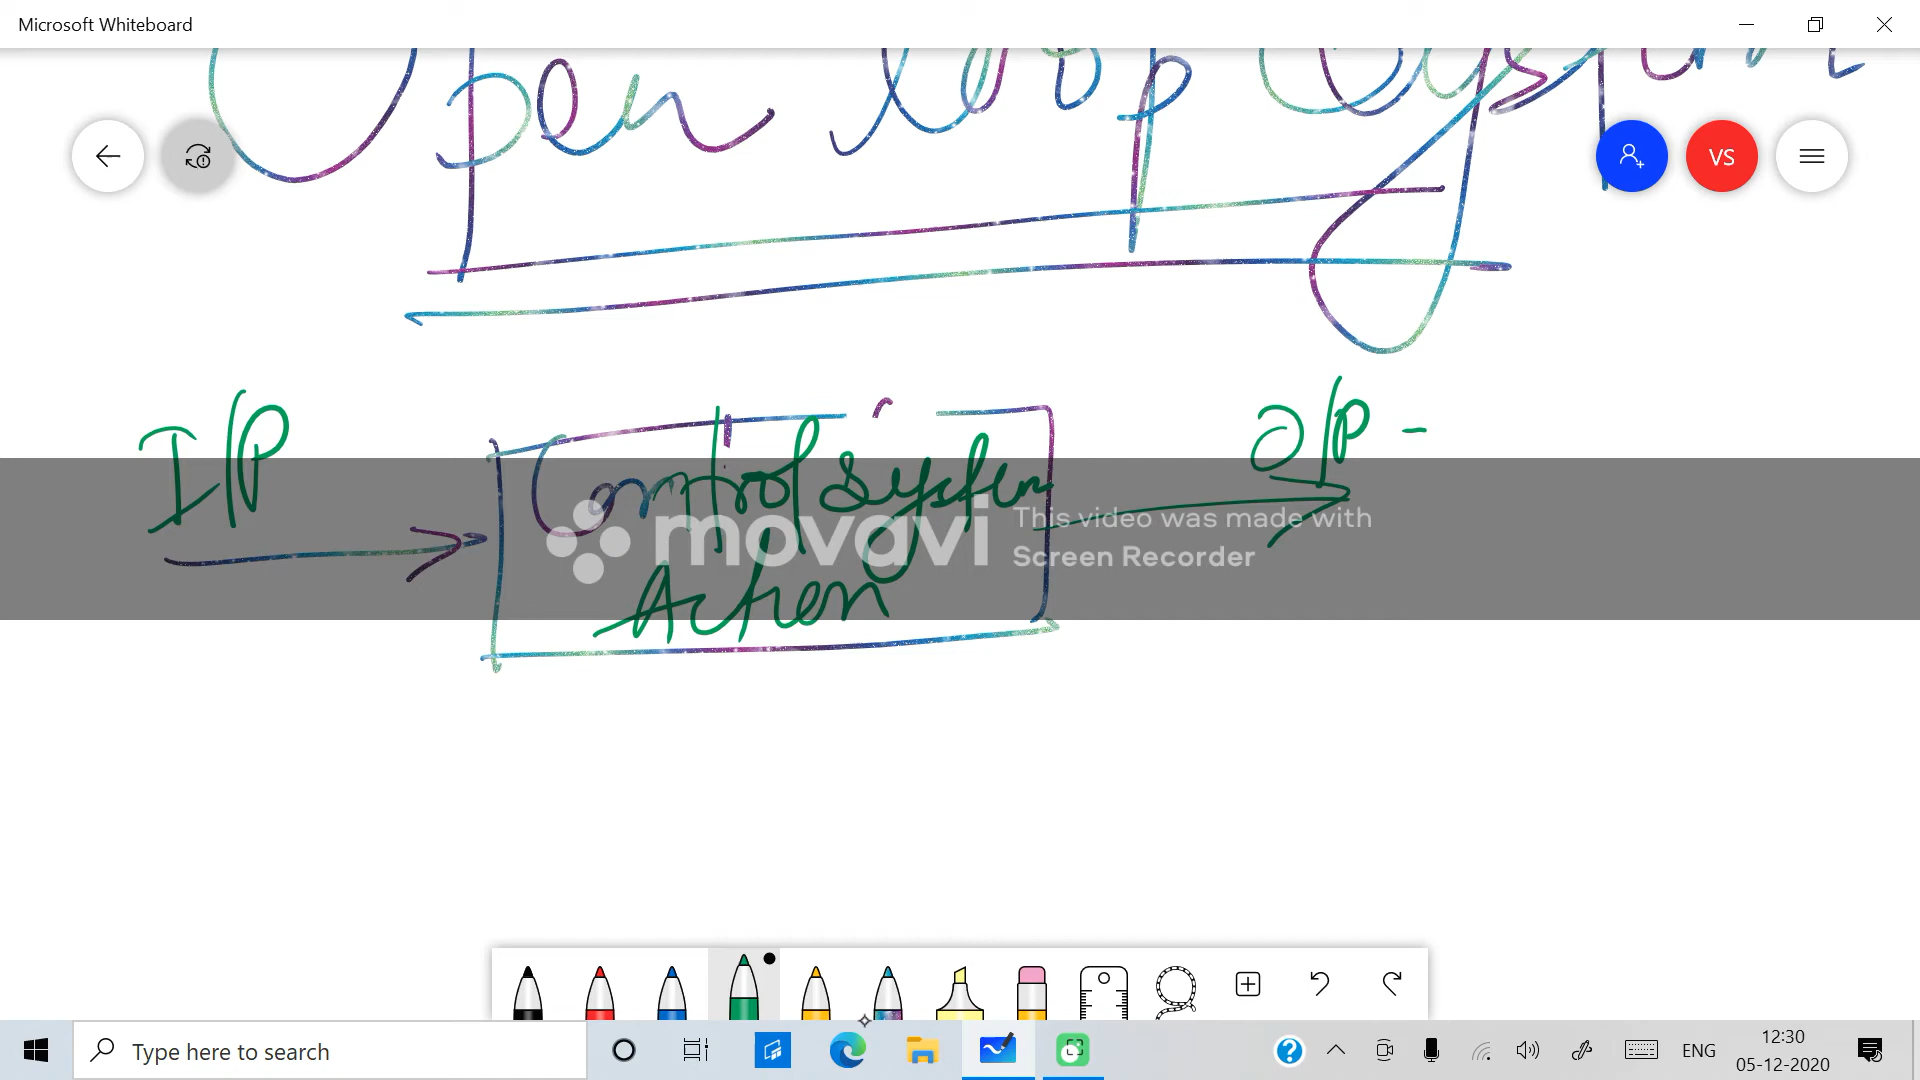 Microsoft Whiteboard
Open loop System
VS
I/P
O/P -
Control System
Action
movavi
This video was made with
Screen Recorder
Type here to search
ENG
12:30
05-12-2020